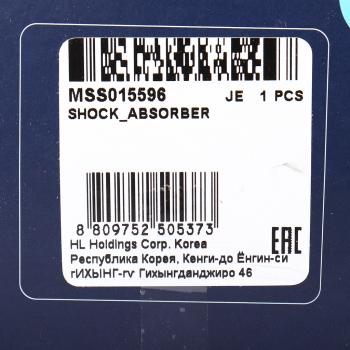 MSS015596 JE 1 PCS
SHOCK_ABSORBER
8 809752 505373
HL Holdings Corp. Korea
Республика Корея, Кенги-до Ёнгин-си
гИХЫНГ-гу Гихынгданджиро 46
EAC